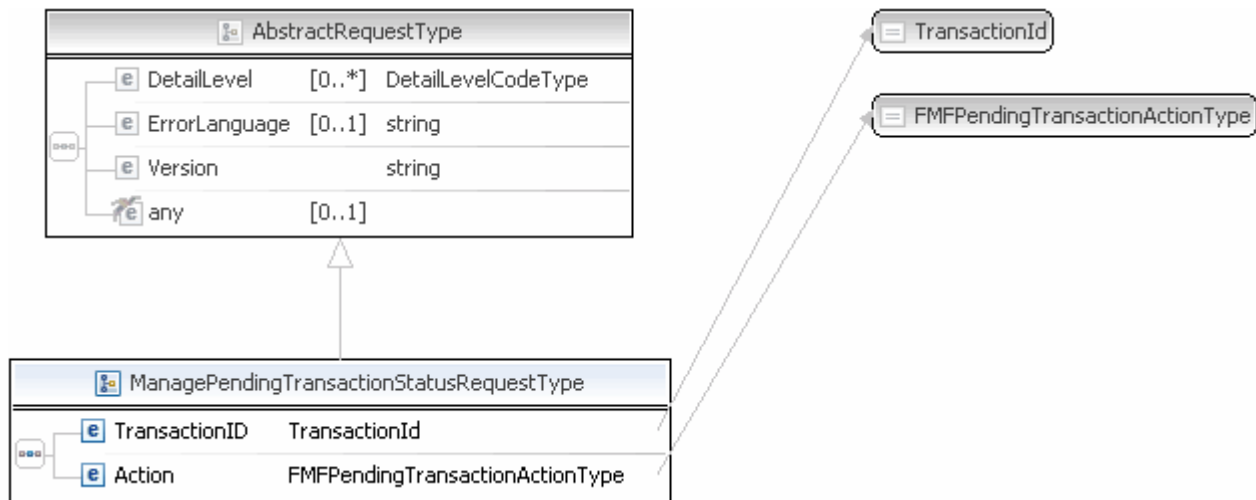 AbstractRequestType
e DetailLevel [0..*] DetailLevelCodeType
e ErrorLanguage [0..1] string
e Version string
e any [0..1]
TransactionId
FMFPendingTransactionActionType
ManagePendingTransactionStatusRequestType
e TransactionID TransactionId
e Action FMFPendingTransactionActionType